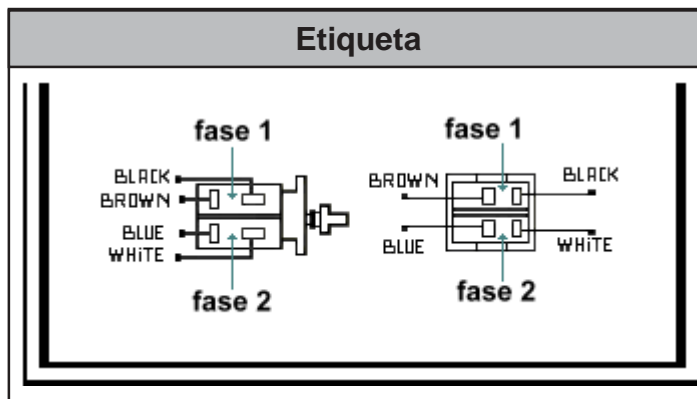 Etiqueta
fase 1
BLACK
BROWN
BLUE
WHiTE
fase 2
fase 1
BROWN
BLACK
BLUE
WHiTE
fase 2